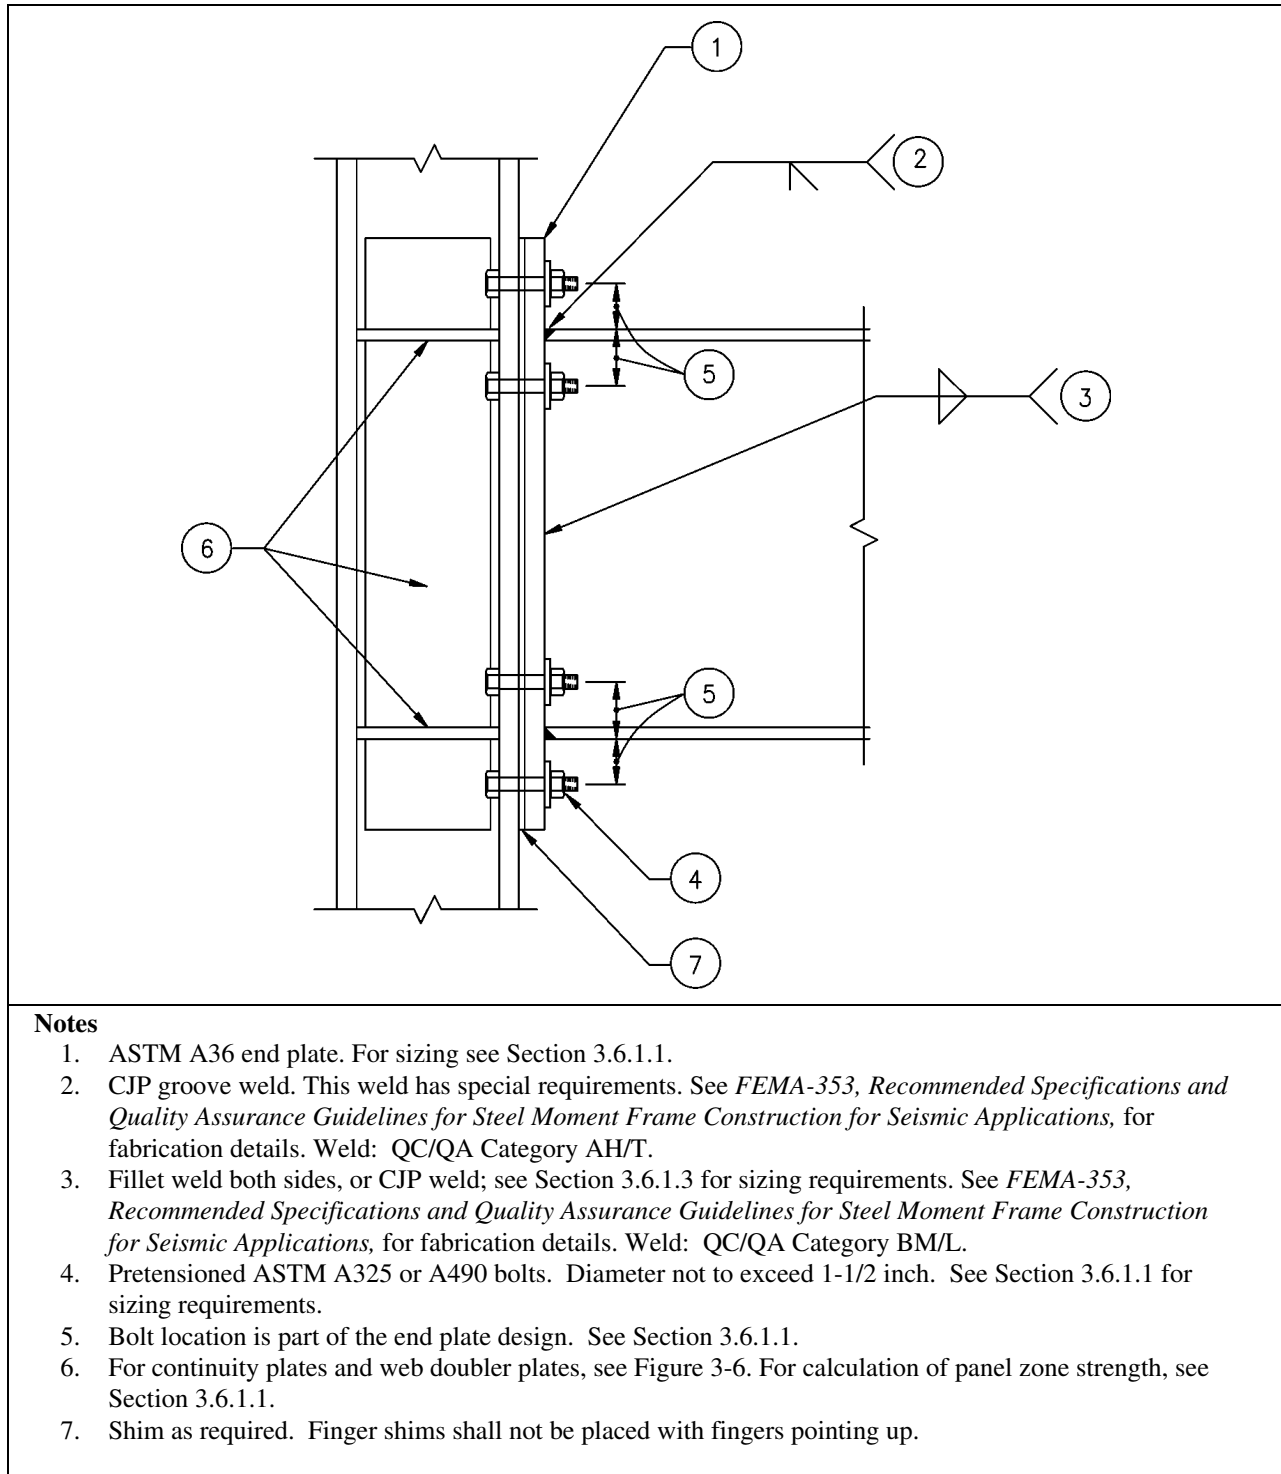 1
2
5
3
6
5
4
7
Notes
1. ASTM A36 end plate. For sizing see Section 3.6.1.1.
2. CJP groove weld. This weld has special requirements. See FEMA-353, Recommended Specifications and
Quality Assurance Guidelines for Steel Moment Frame Construction for Seismic Applications, for
fabrication details. Weld: QC/QA Category AH/T.
3. Fillet weld both sides, or CJP weld; see Section 3.6.1.3 for sizing requirements. See FEMA-353,
Recommended Specifications and Quality Assurance Guidelines for Steel Moment Frame Construction
for Seismic Applications, for fabrication details. Weld: QC/QA Category BM/L.
4. Pretensioned ASTM A325 or A490 bolts. Diameter not to exceed 1-1/2 inch. See Section 3.6.1.1 for
sizing requirements.
5. Bolt location is part of the end plate design. See Section 3.6.1.1.
6. For continuity plates and web doubler plates, see Figure 3-6. For calculation of panel zone strength, see
Section 3.6.1.1.
7. Shim as required. Finger shims shall not be placed with fingers pointing up.